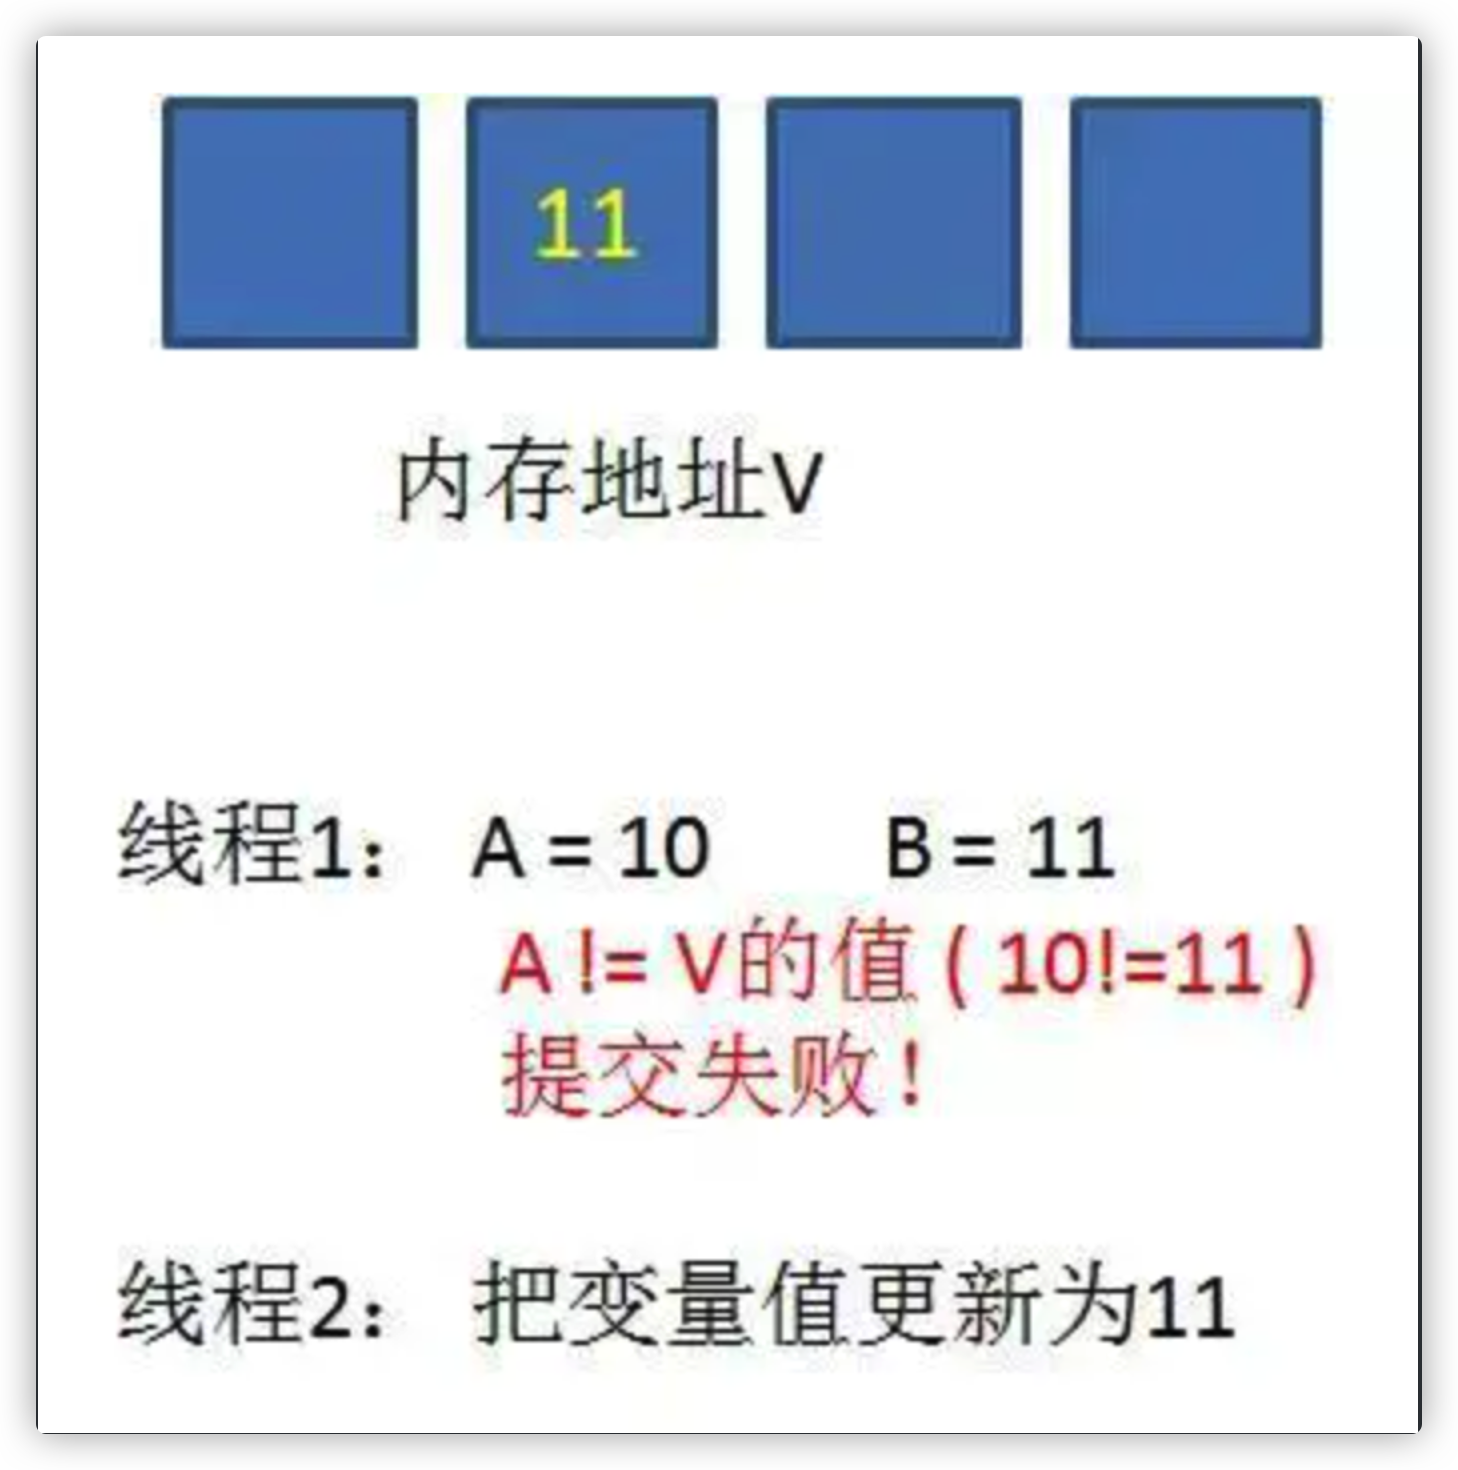 11
内存地址V
线程1： A = 10 B = 11
A != V的值 ( 10!=11 )
提交失败！
线程2： 把变量值更新为11